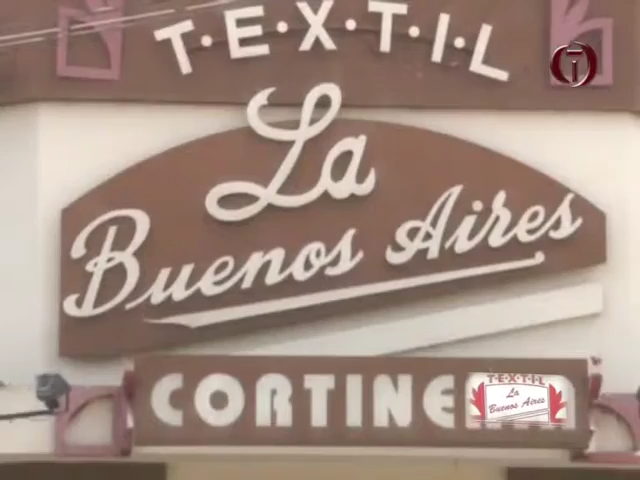 T·E·X·T·I·L
La
Buenos Aires
CORTINE
T·E·X·T·I·L
La
Buenos Aires